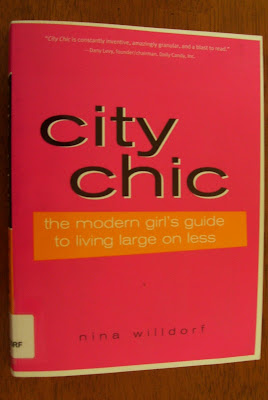 "City Chic is constantly inventive, amazingly granular, and a blast to read."
—Dany Levy, founder/chairman, Daily Candy, Inc.
city
chic
the modern girl's guide
to living large on less
nina willdorf
RF